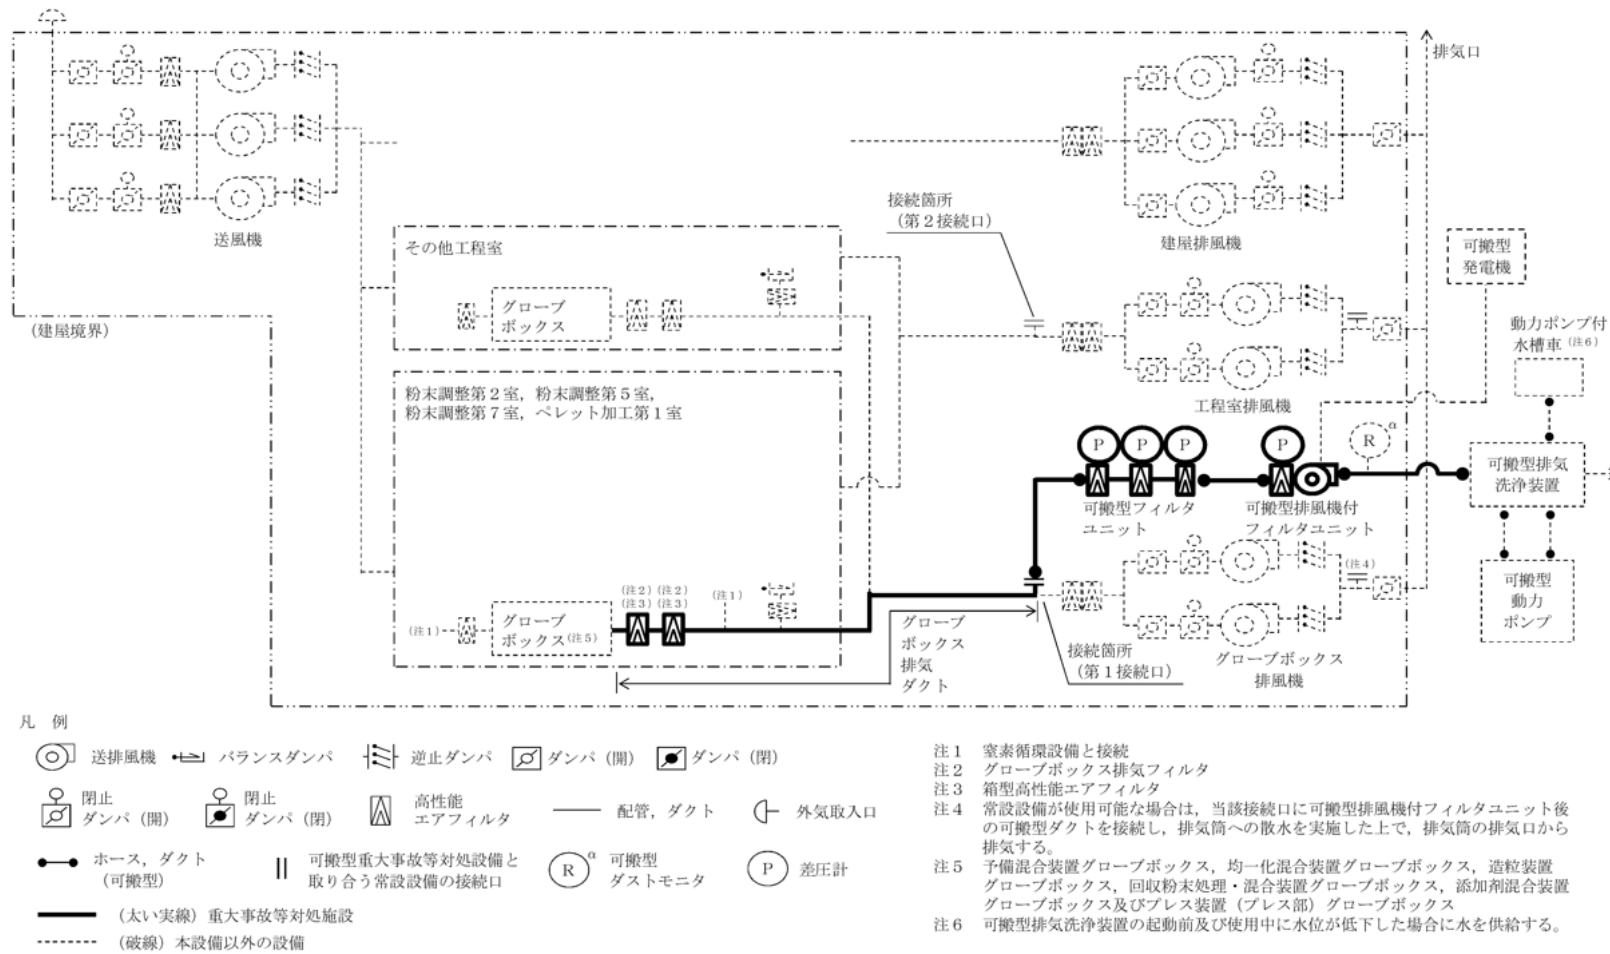 排気口
送風機
接続箇所
（第２接続口）
建屋排風機
可搬型
発電機
その他工程室
グローブ
ボックス
（建屋境界）
動力ポンプ付
水槽車（注６）
粉末調整第２室，粉末調整第５室，
粉末調整第７室，ペレット加工第１室
工程室排風機
P
P
P
P
R
α
可搬型排気
洗浄装置
可搬型フィルタ
ユニット
可搬型排風機付
フィルタユニット
（注４）
（注２）
（注３）
（注２）
（注３）
（注１）
（注１）
グローブ
ボックス（注５）
グローブ
ボックス
排気
ダクト
接続箇所
（第１接続口）
グローブボックス
排風機
可搬型
動力
ポンプ
凡　例
送排風機
バランスダンパ
逆止ダンパ
ダンパ（開）
ダンパ（閉）
閉止
ダンパ（開）
閉止
ダンパ（閉）
高性能
エアフィルタ
配管，ダクト
外気取入口
ホース，ダクト
（可搬型）
可搬型重大事故等対処設備と
取り合う常設設備の接続口
R
α
可搬型
ダストモニタ
P
差圧計
（太い実線）重大事故等対処施設
（破線）本設備以外の設備
注１　窒素循環設備と接続
注２　グローブボックス排気フィルタ
注３　箱型高性能エアフィルタ
注４　常設設備が使用可能な場合は，当該接続口に可搬型排風機付フィルタユニット後
の可搬型ダクトを接続し，排気筒への散水を実施した上で，排気筒の排気口から
排気する。
注５　予備混合装置グローブボックス，均一化混合装置グローブボックス，造粒装置
グローブボックス，回収粉末処理・混合装置グローブボックス，添加剤混合装置
グローブボックス及びプレス装置（プレス部）グローブボックス
注６　可搬型排気洗浄装置の起動前及び使用中に水位が低下した場合に水を供給する。